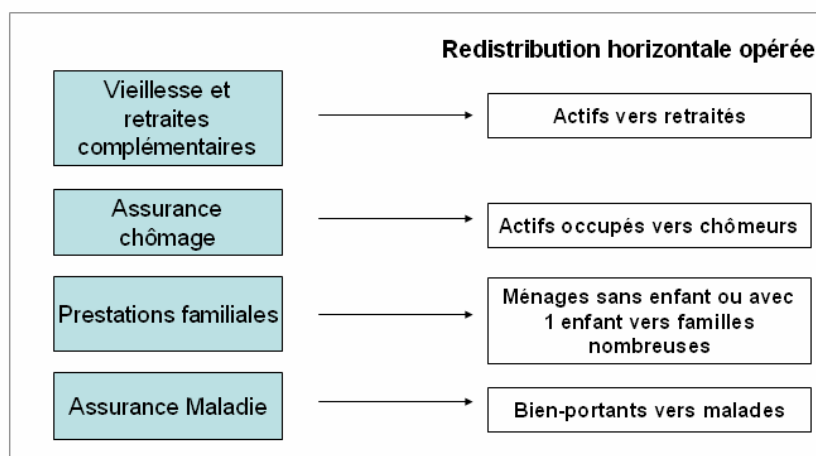 Redistribution horizontale opérée
Vieillesse et
retraites
complémentaires
Actifs vers retraités
Assurance
chômage
Actifs occupés vers chômeurs
Prestations familiales
Ménages sans enfant ou avec
1 enfant vers familles
nombreuses
Assurance Maladie
Bien-portants vers malades